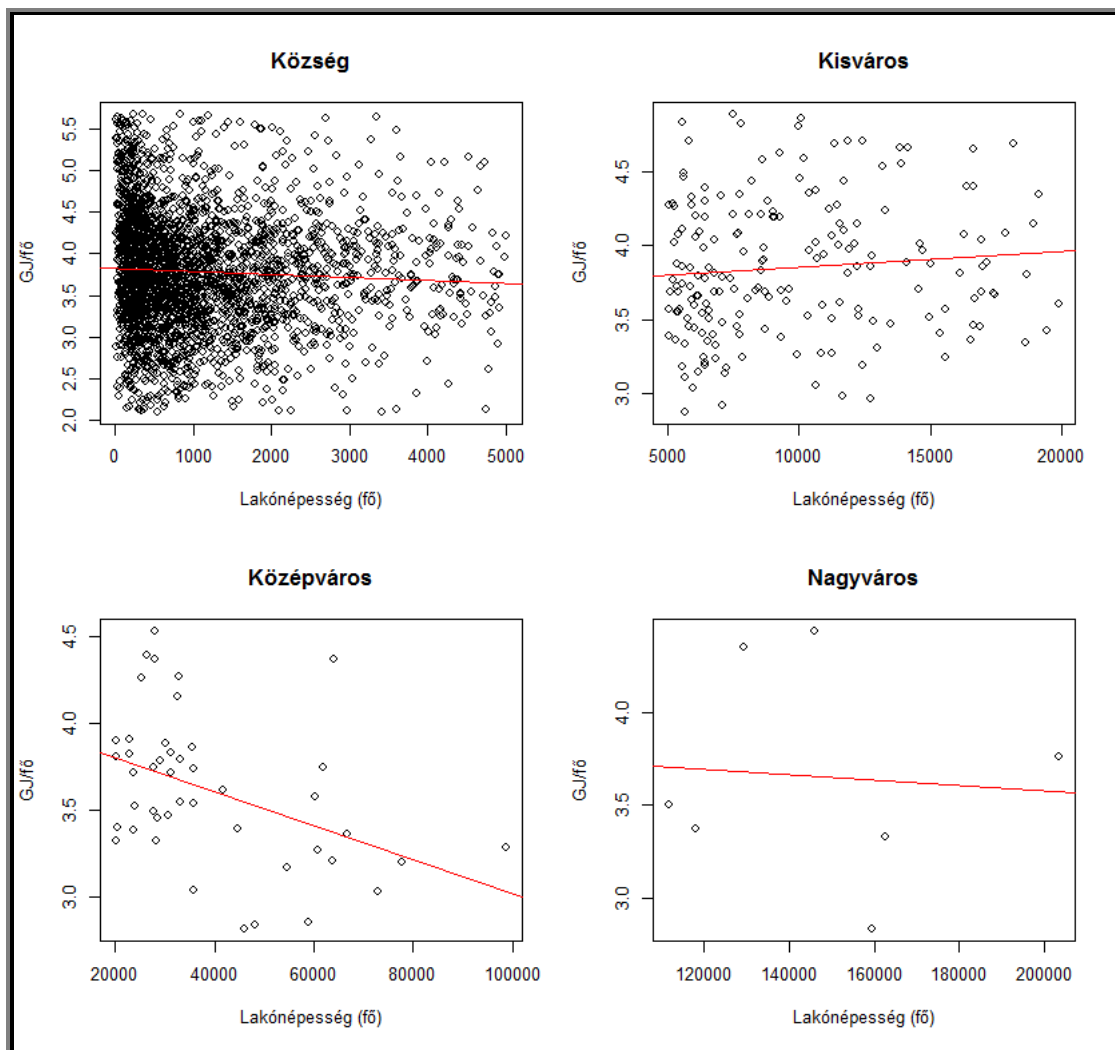 Község
GJ/fő
5.5
5.0
4.5
4.0
3.5
3.0
2.5
2.0
0 1000 2000 3000 4000 5000
Lakónépesség (fő)
Kisváros
GJ/fő
4.5
4.0
3.5
3.0
5000 10000 15000 20000
Lakónépesség (fő)
Középváros
GJ/fő
4.5
4.0
3.5
3.0
20000 40000 60000 80000 100000
Lakónépesség (fő)
Nagyváros
GJ/fő
4.0
3.5
3.0
120000 140000 160000 180000 200000
Lakónépesség (fő)